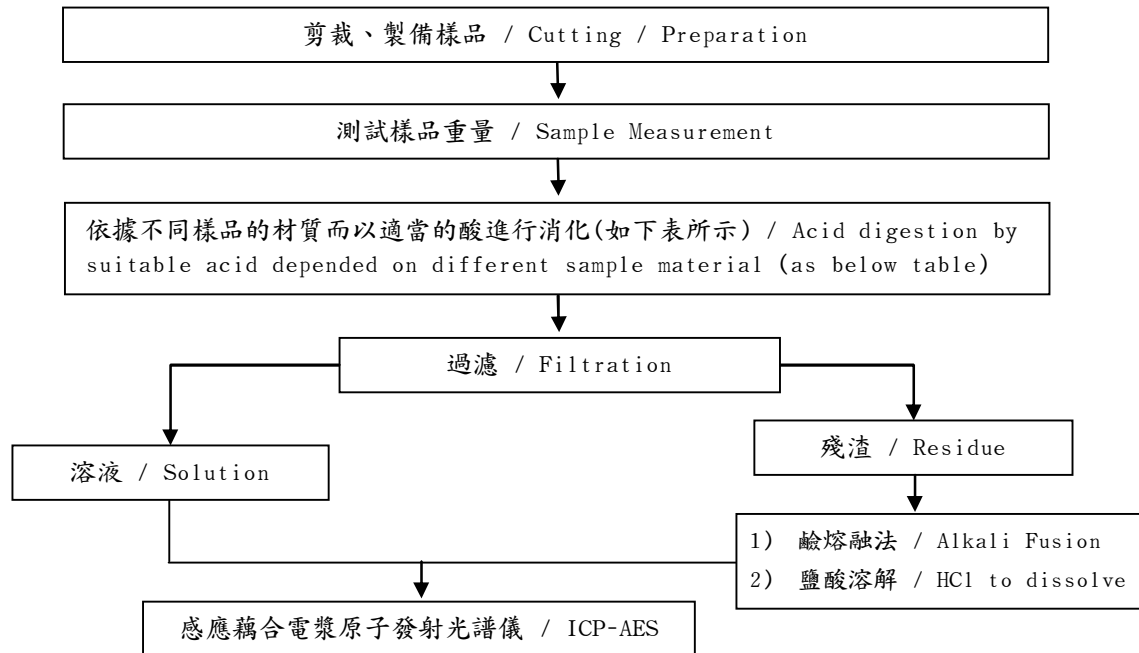 剪裁、製備樣品 / Cutting / Preparation
測試樣品重量 / Sample Measurement
依據不同樣品的材質而以適當的酸進行消化(如下表所示) / Acid digestion by
suitable acid depended on different sample material (as below table)
過濾 / Filtration
溶液 / Solution
殘渣 / Residue
1) 鹼熔融法 / Alkali Fusion
2) 鹽酸溶解 / HCl to dissolve
感應藕合電漿原子發射光譜儀 / ICP-AES